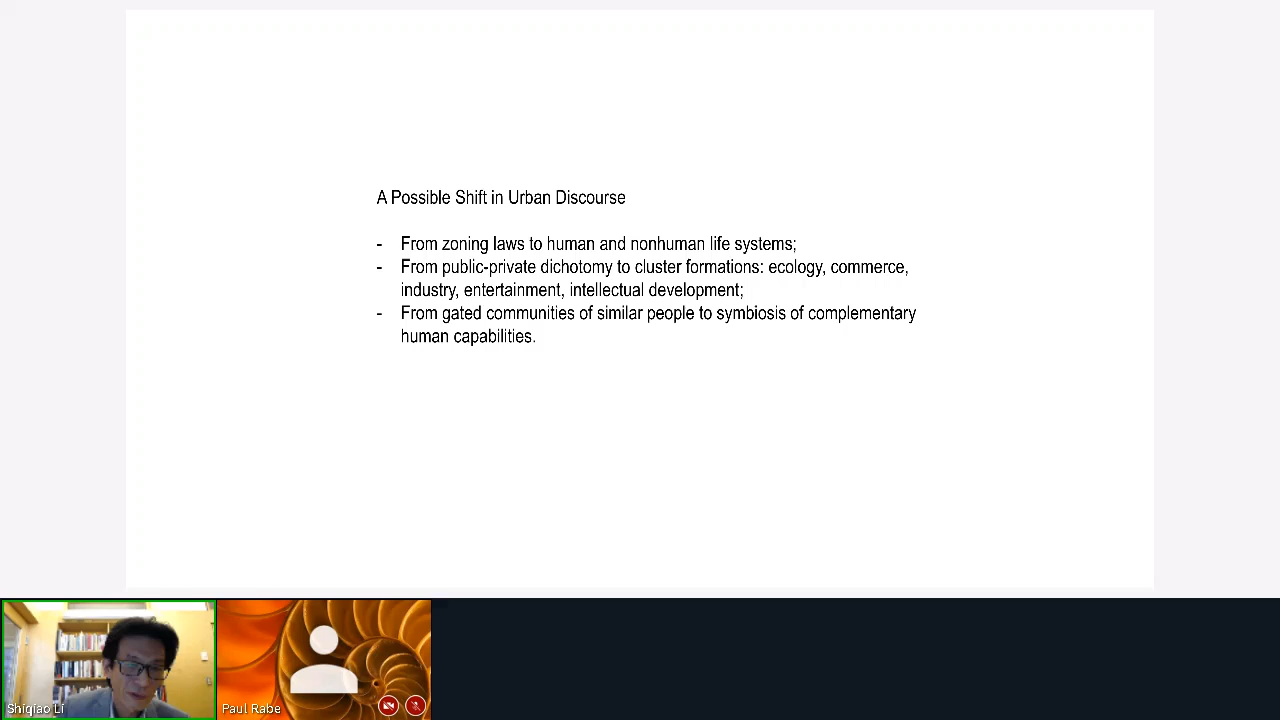 A Possible Shift in Urban Discourse
- From zoning laws to human and nonhuman life systems;
- From public-private dichotomy to cluster formations: ecology, commerce,
industry, entertainment, intellectual development;
- From gated communities of similar people to symbiosis of complementary
human capabilities.
Shiqiao Li
Paul Rabe